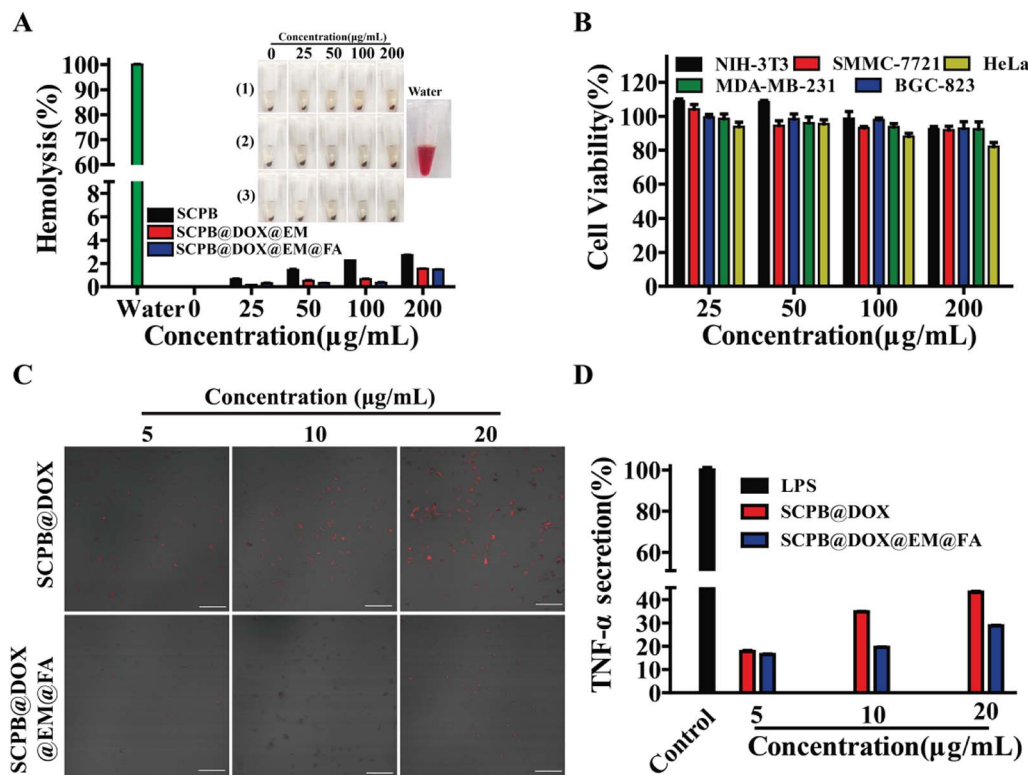 A
Hemolysis(%)
100
90
80
70
60
8
6
4
2
0
Concentration(μg/mL)
0 25 50 100 200
(1)
(2)
(3)
Water
SCPB
SCPB@DOX@EM
SCPB@DOX@EM@FA
Water 0 25 50 100 200
Concentration(μg/mL)
B
Cell Viability(%)
NIH-3T3 SMMC-7721 HeLa
MDA-MB-231 BGC-823
120
100
80
60
40
20
0
25 50 100 200
Concentration(μg/mL)
C
Concentration (μg/mL)
5 10 20
SCPB@DOX
SCPB@DOX
@EM@FA
D
TNF-α secretion(%)
100
80
60
40
30
20
10
0
LPS
SCPB@DOX
SCPB@DOX@EM@FA
Control 5 10 20
Concentration(μg/mL)